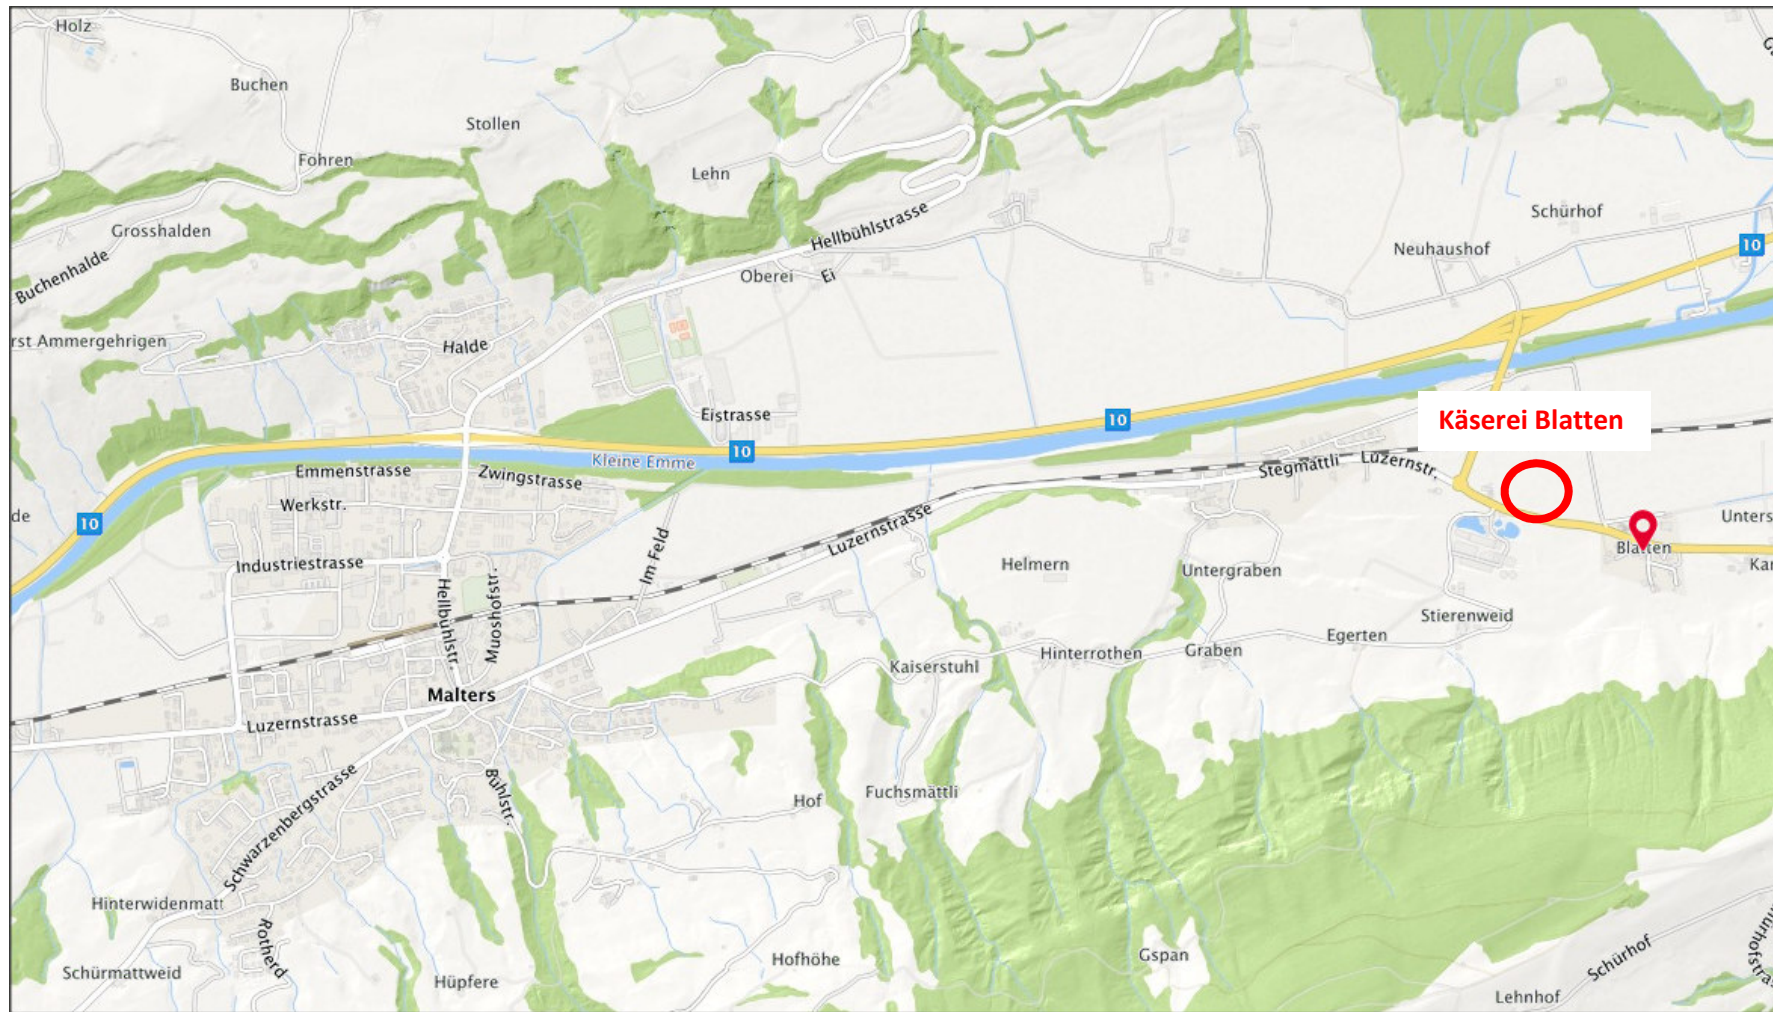 Holz
Buchen
Stollen
Fohren
Lehn
Grosshalden
Hellbühlstrasse
Schürhof
Neuhaushof
10
Buchenhalde
Oberei
Ei
rst Ammergehrigen
Halde
Eistrasse
10
Käserei Blatten
10
Kleine Emme
Emmenstrasse
Zwingstrasse
Stegmättli
Luzernstr.
Werkstr.
de
10
Luzernstrasse
Unters
Blatten
Kar
Industriestrasse
Im Feld
Helmern
Untergraben
Hellbühlstr.
Muoshofstr.
Stierenweid
Egerten
Kaiserstuhl
Hinterrothen
Graben
Malters
Luzernstrasse
Bühlstr.
Hof
Fuchsmättli
Schwarzenbergstrasse
Hinterwidenmatt
Rotherd
Schürmattweid
Hüpfere
Hofhöhe
Gspan
Schürhof
Lehnhof